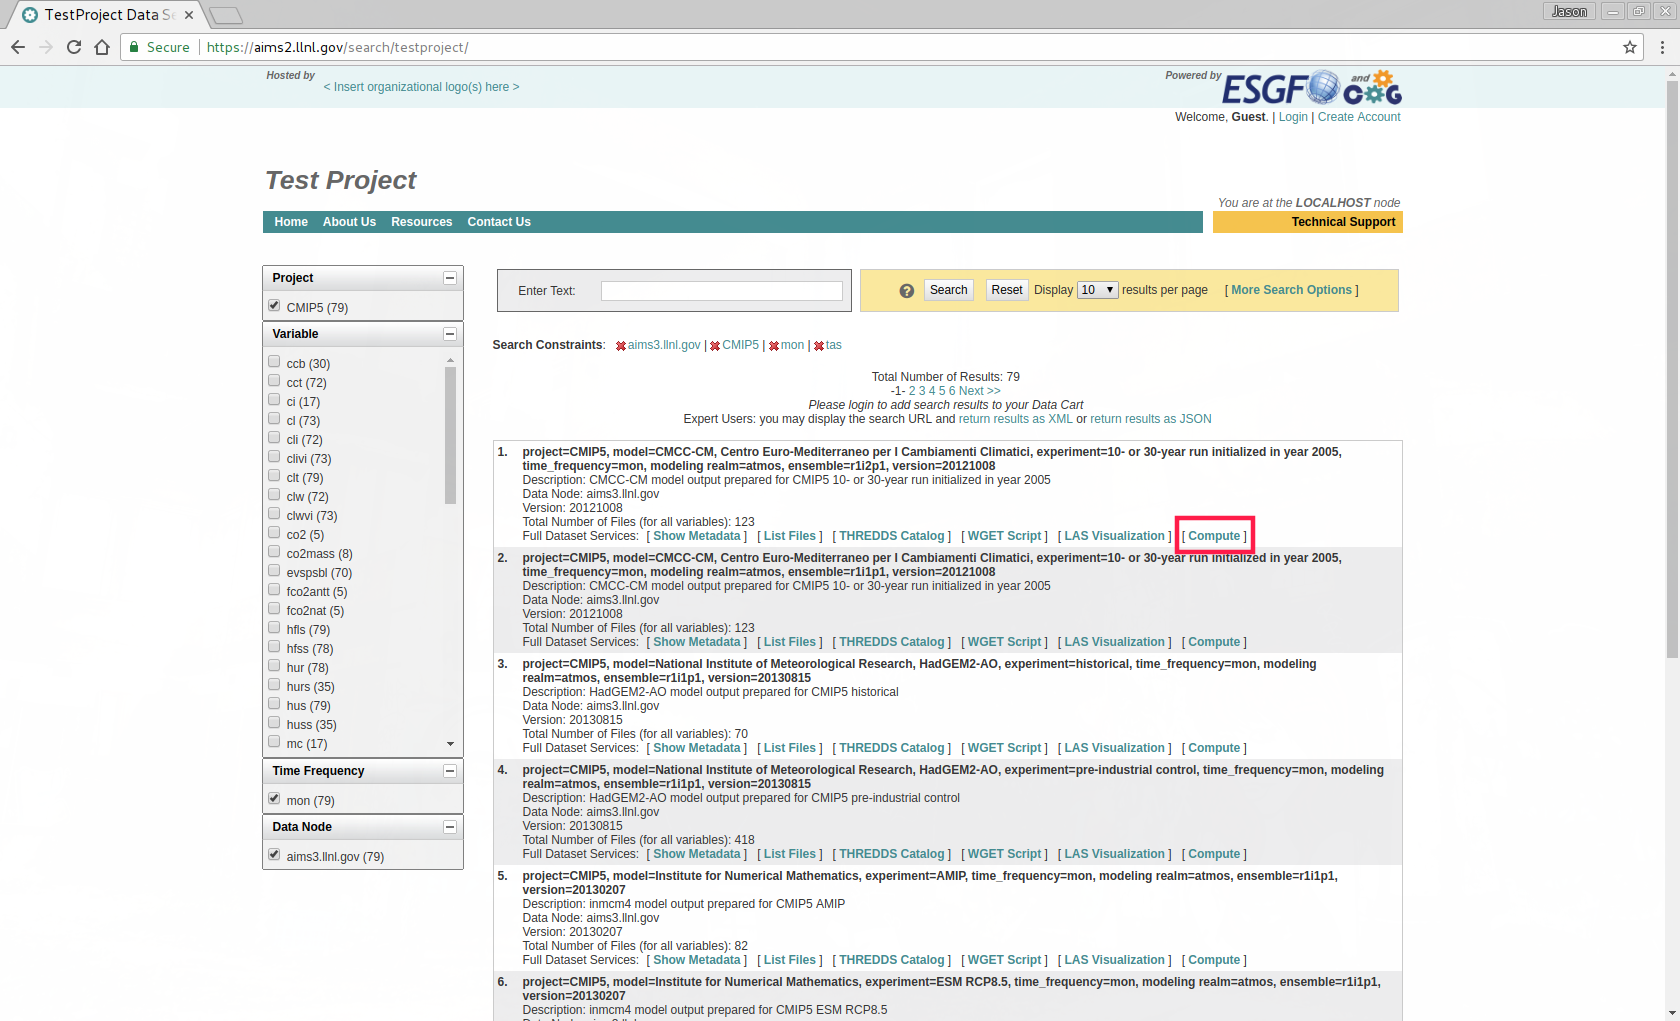 TestProject Data Se
Jason
Secure
https://aims2.llnl.gov/search/testproject/
Hosted by
< Insert organizational logo(s) here >
Powered by
ESGF
and
COG
Welcome, Guest. | Login | Create Account
Test Project
You are at the LOCALHOST node
Home About Us Resources Contact Us
Technical Support
Project
CMIP5 (79)
Variable
ccb (30)
cct (72)
ci (17)
cl (73)
cli (72)
clivi (73)
clt (79)
clw (72)
clwvi (73)
co2 (5)
co2mass (8)
evspsbl (70)
fco2antt (5)
fco2nat (5)
hfls (79)
hfss (78)
hur (78)
hurs (35)
hus (79)
huss (35)
mc (17)
Time Frequency
mon (79)
Data Node
aims3.llnl.gov (79)
Enter Text:
? Search Reset Display 10 results per page [ More Search Options ]
Search Constraints: aims3.llnl.gov | CMIP5 | mon | tas
Total Number of Results: 79
-1- 2 3 4 5 6 Next >>
Please login to add search results to your Data Cart
Expert Users: you may display the search URL and return results as XML or return results as JSON
1. project=CMIP5, model=CMCC-CM, Centro Euro-Mediterraneo per I Cambiamenti Climatici, experiment=10- or 30-year run initialized in year 2005,
time_frequency=mon, modeling realm=atmos, ensemble=r1i2p1, version=20121008
Description: CMCC-CM model output prepared for CMIP5 10- or 30-year run initialized in year 2005
Data Node: aims3.llnl.gov
Version: 20121008
Total Number of Files (for all variables): 123
Full Dataset Services: [ Show Metadata ] [ List Files ] [ THREDDS Catalog ] [ WGET Script ] [ LAS Visualization ] [ Compute ]
2. project=CMIP5, model=CMCC-CM, Centro Euro-Mediterraneo per I Cambiamenti Climatici, experiment=10- or 30-year run initialized in year 2005,
time_frequency=mon, modeling realm=atmos, ensemble=r1i1p1, version=20121008
Description: CMCC-CM model output prepared for CMIP5 10- or 30-year run initialized in year 2005
Data Node: aims3.llnl.gov
Version: 20121008
Total Number of Files (for all variables): 123
Full Dataset Services: [ Show Metadata ] [ List Files ] [ THREDDS Catalog ] [ WGET Script ] [ LAS Visualization ] [ Compute ]
3. project=CMIP5, model=National Institute of Meteorological Research, HadGEM2-AO, experiment=historical, time_frequency=mon, modeling
realm=atmos, ensemble=r1i1p1, version=20130815
Description: HadGEM2-AO model output prepared for CMIP5 historical
Data Node: aims3.llnl.gov
Version: 20130815
Total Number of Files (for all variables): 70
Full Dataset Services: [ Show Metadata ] [ List Files ] [ THREDDS Catalog ] [ WGET Script ] [ LAS Visualization ] [ Compute ]
4. project=CMIP5, model=National Institute of Meteorological Research, HadGEM2-AO, experiment=pre-industrial control, time_frequency=mon, modeling
realm=atmos, ensemble=r1i1p1, version=20130815
Description: HadGEM2-AO model output prepared for CMIP5 pre-industrial control
Data Node: aims3.llnl.gov
Version: 20130815
Total Number of Files (for all variables): 418
Full Dataset Services: [ Show Metadata ] [ List Files ] [ THREDDS Catalog ] [ WGET Script ] [ LAS Visualization ] [ Compute ]
5. project=CMIP5, model=Institute for Numerical Mathematics, experiment=AMIP, time_frequency=mon, modeling realm=atmos, ensemble=r1i1p1,
version=20130207
Description: inmcm4 model output prepared for CMIP5 AMIP
Data Node: aims3.llnl.gov
Version: 20130207
Total Number of Files (for all variables): 82
Full Dataset Services: [ Show Metadata ] [ List Files ] [ THREDDS Catalog ] [ WGET Script ] [ LAS Visualization ] [ Compute ]
6. project=CMIP5, model=Institute for Numerical Mathematics, experiment=ESM RCP8.5, time_frequency=mon, modeling realm=atmos, ensemble=r1i1p1,
version=20130207
Description: inmcm4 model output prepared for CMIP5 ESM RCP8.5